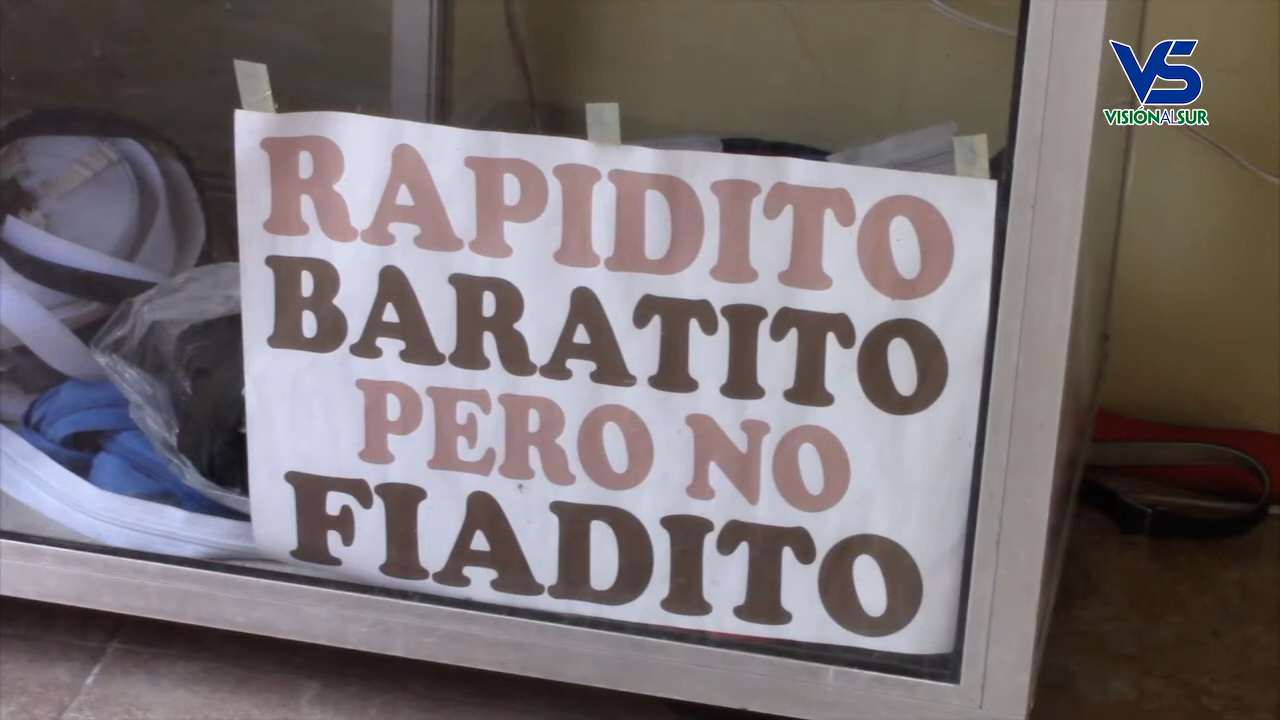 VS
VISIÓNALSUR
RAPIDITO
BARATITO
PERO NO
FIADITO